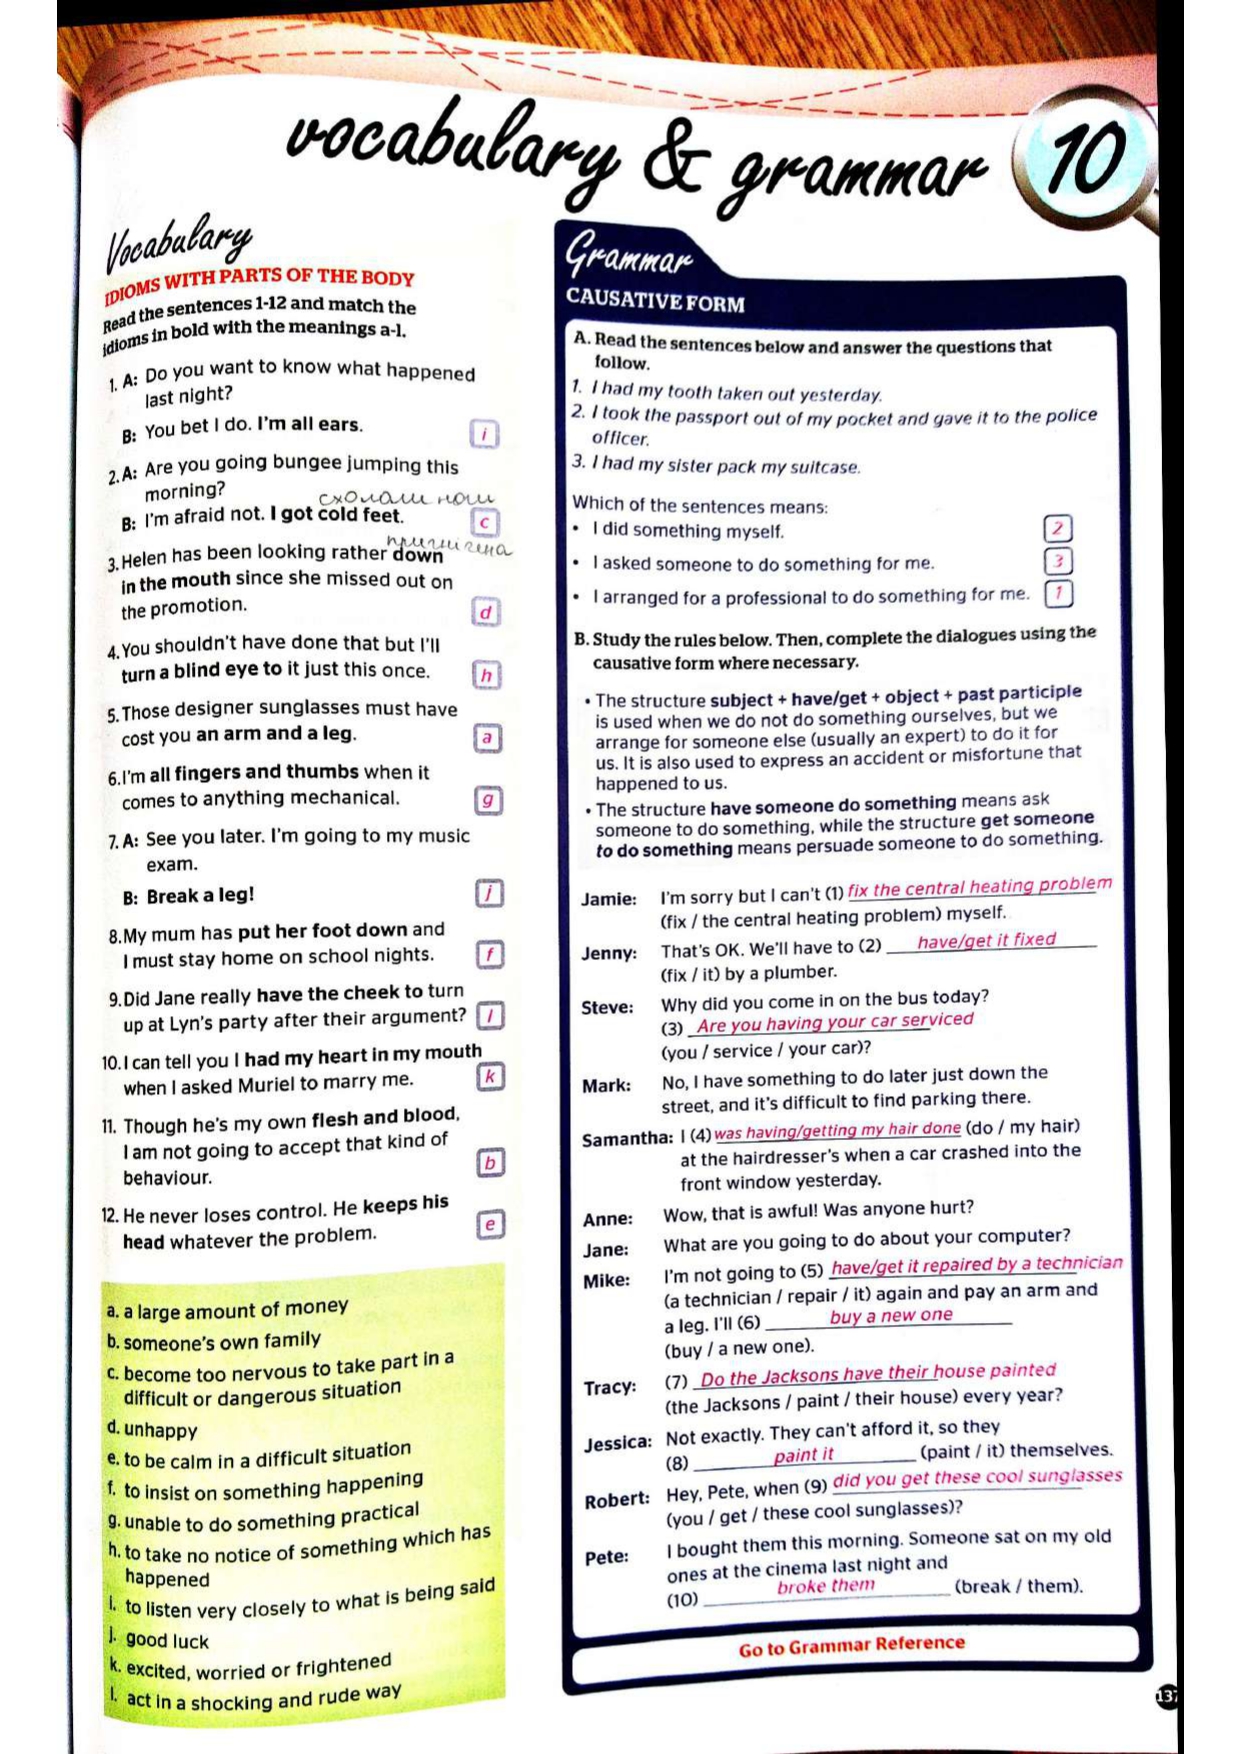 vocabulary & grammar 10
Vocabulary
IDIOMS WITH PARTS OF THE BODY
Read the sentences 1-12 and match the
idioms in bold with the meanings a-l.
1. A: Do you want to know what happened
last night?
B: You bet I do. I'm all ears.
i
2. A: Are you going bungee jumping this
morning?
B: I'm afraid not. I got cold feet.
c
3. Helen has been looking rather down
in the mouth since she missed out on
the promotion.
d
4. You shouldn't have done that but I'll
turn a blind eye to it just this once.
h
5. Those designer sunglasses must have
cost you an arm and a leg.
a
6. I'm all fingers and thumbs when it
comes to anything mechanical.
g
7. A: See you later. I'm going to my music
exam.
B: Break a leg!
j
8. My mum has put her foot down and
I must stay home on school nights.
f
9. Did Jane really have the cheek to turn
up at Lyn's party after their argument?
l
10. I can tell you I had my heart in my mouth
when I asked Muriel to marry me.
k
11. Though he's my own flesh and blood,
I am not going to accept that kind of
behaviour.
b
12. He never loses control. He keeps his
head whatever the problem.
e
a. a large amount of money
b. someone's own family
c. become too nervous to take part in a
difficult or dangerous situation
d. unhappy
e. to be calm in a difficult situation
f. to insist on something happening
g. unable to do something practical
h. to take no notice of something which has
happened
i. to listen very closely to what is being said
j. good luck
k. excited, worried or frightened
l. act in a shocking and rude way
Grammar
CAUSATIVE FORM
A. Read the sentences below and answer the questions that
follow.
1. I had my tooth taken out yesterday.
2. I took the passport out of my pocket and gave it to the police
officer.
3. I had my sister pack my suitcase.
Which of the sentences means:
• I did something myself. 2
• I asked someone to do something for me. 3
• I arranged for a professional to do something for me. 1
B. Study the rules below. Then, complete the dialogues using the
causative form where necessary.
• The structure subject + have/get + object + past participle
is used when we do not do something ourselves, but we
arrange for someone else (usually an expert) to do it for
us. It is also used to express an accident or misfortune that
happened to us.
• The structure have someone do something means ask
someone to do something, while the structure get someone
to do something means persuade someone to do something.
Jamie: I'm sorry but I can't (1) fix the central heating problem
(fix / the central heating problem) myself.
Jenny: That's OK. We'll have to (2) have/get it fixed
(fix / it) by a plumber.
Steve: Why did you come in on the bus today?
(3) Are you having your car serviced
(you / service / your car)?
Mark: No, I have something to do later just down the
street, and it's difficult to find parking there.
Samantha: I (4) was having/getting my hair done (do / my hair)
at the hairdresser's when a car crashed into the
front window yesterday.
Anne: Wow, that is awful! Was anyone hurt?
Jane: What are you going to do about your computer?
Mike: I'm not going to (5) have/get it repaired by a technician
(a technician / repair / it) again and pay an arm and
a leg. I'll (6) buy a new one
(buy / a new one).
Tracy: (7) Do the Jacksons have their house painted
(the Jacksons / paint / their house) every year?
Jessica: Not exactly. They can't afford it, so they
(8) paint it (paint / it) themselves.
Robert: Hey, Pete, when (9) did you get these cool sunglasses
(you / get / these cool sunglasses)?
Pete: I bought them this morning. Someone sat on my old
ones at the cinema last night and
(10) broke them (break / them).
Go to Grammar Reference
137